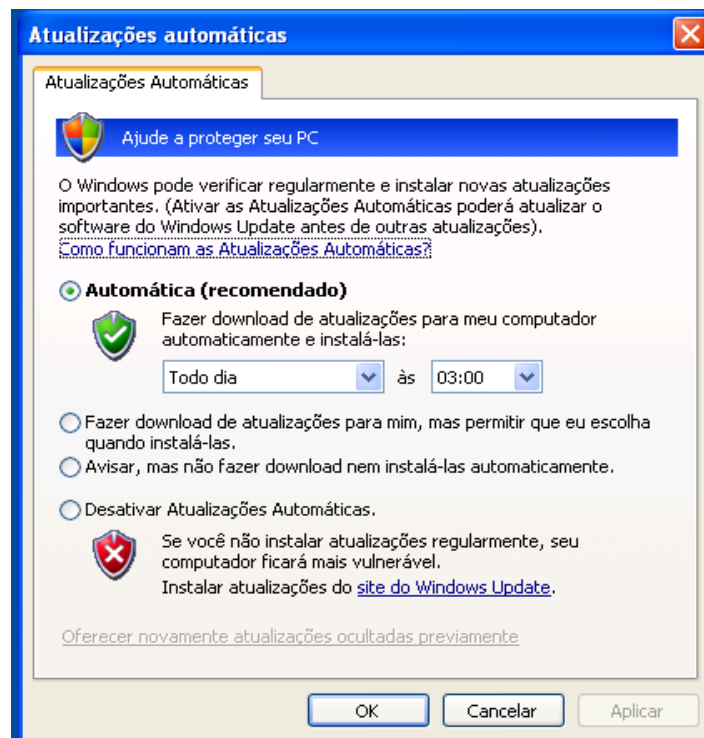 Atualizações automáticas
Atualizações Automáticas
Ajude a proteger seu PC
O Windows pode verificar regularmente e instalar novas atualizações
importantes. (Ativar as Atualizações Automáticas poderá atualizar o
software do Windows Update antes de outras atualizações).
Como funcionam as Atualizações Automáticas?
Automática (recomendado)
Fazer download de atualizações para meu computador
automaticamente e instalá-las:
Todo dia às 03:00
Fazer download de atualizações para mim, mas permitir que eu escolha
quando instalá-las.
Avisar, mas não fazer download nem instalá-las automaticamente.
Desativar Atualizações Automáticas.
Se você não instalar atualizações regularmente, seu
computador ficará mais vulnerável.
Instalar atualizações do site do Windows Update.
Oferecer novamente atualizações ocultadas previamente
OK Cancelar Aplicar